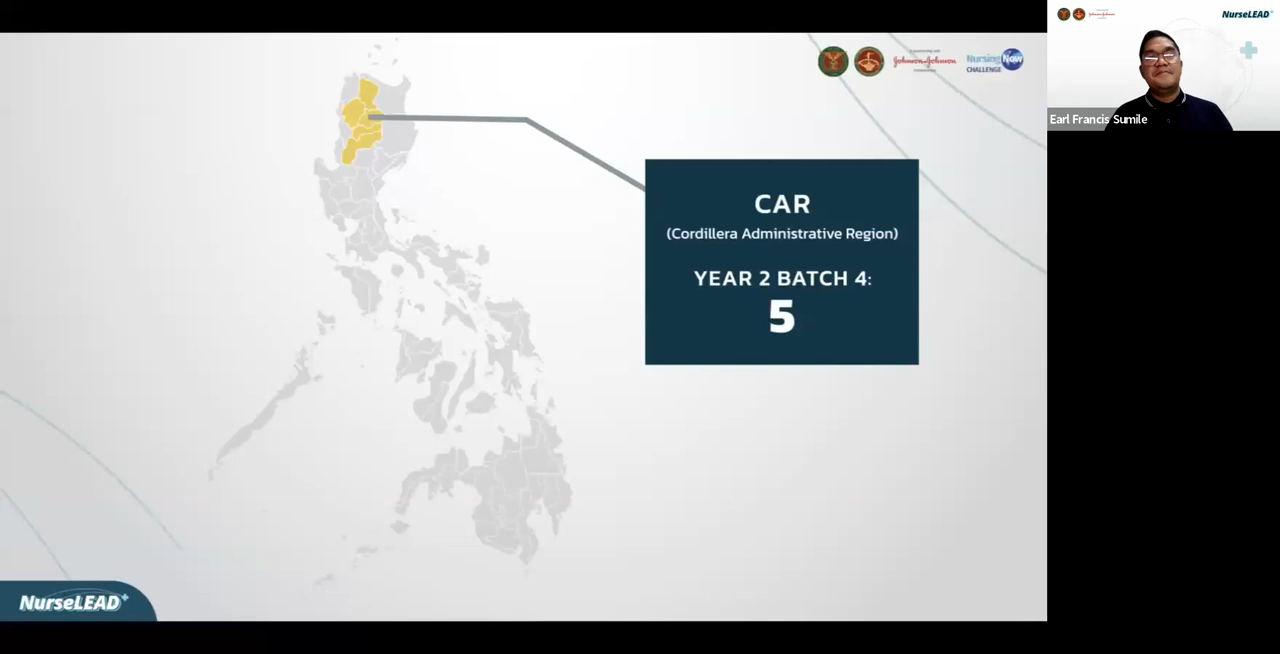 Johnson & Johnson
Nursing Now
CHALLENGE
CAR
(Cordillera Administrative Region)
YEAR 2 BATCH 4:
5
NurseLEAD+
NurseLEAD+
Earl Francis Sumile